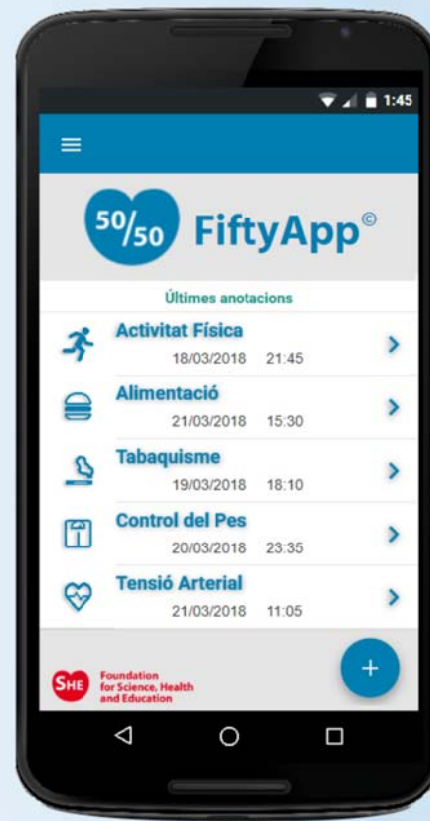 1:45
50/50 FiftyApp©
Últimes anotacions
Activitat Física
18/03/2018 21:45
Alimentació
21/03/2018 15:30
Tabaquisme
19/03/2018 18:10
Control del Pes
20/03/2018 23:35
Tensió Arterial
21/03/2018 11:05
+
SHE Foundation
for Science, Health
and Education